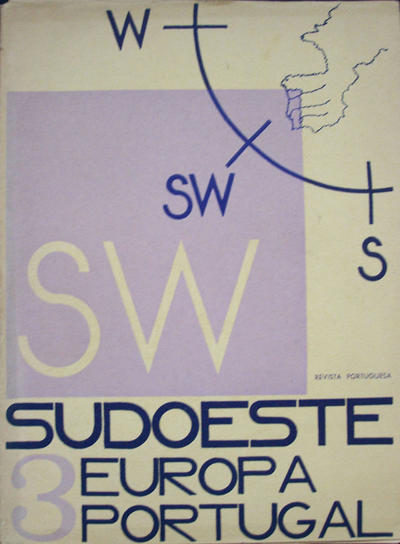 W
SW
S
SW
REVISTA PORTUGUESA
SUDOESTE
3 EUROPA
PORTUGAL